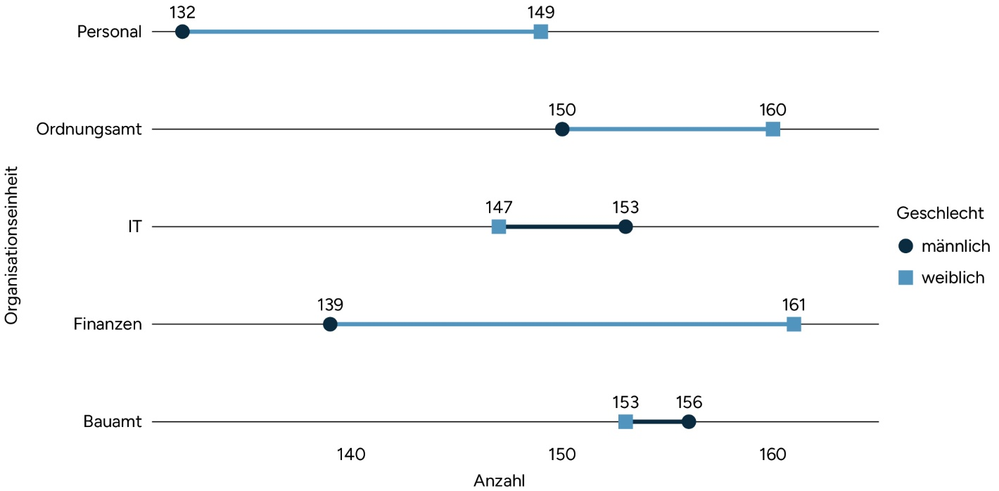 132 149
Personal
150 160
Ordnungsamt
147 153
IT
139 161
Finanzen
153 156
Bauamt
140 150 160
Anzahl
Organisationseinheit
Geschlecht
männlich
weiblich